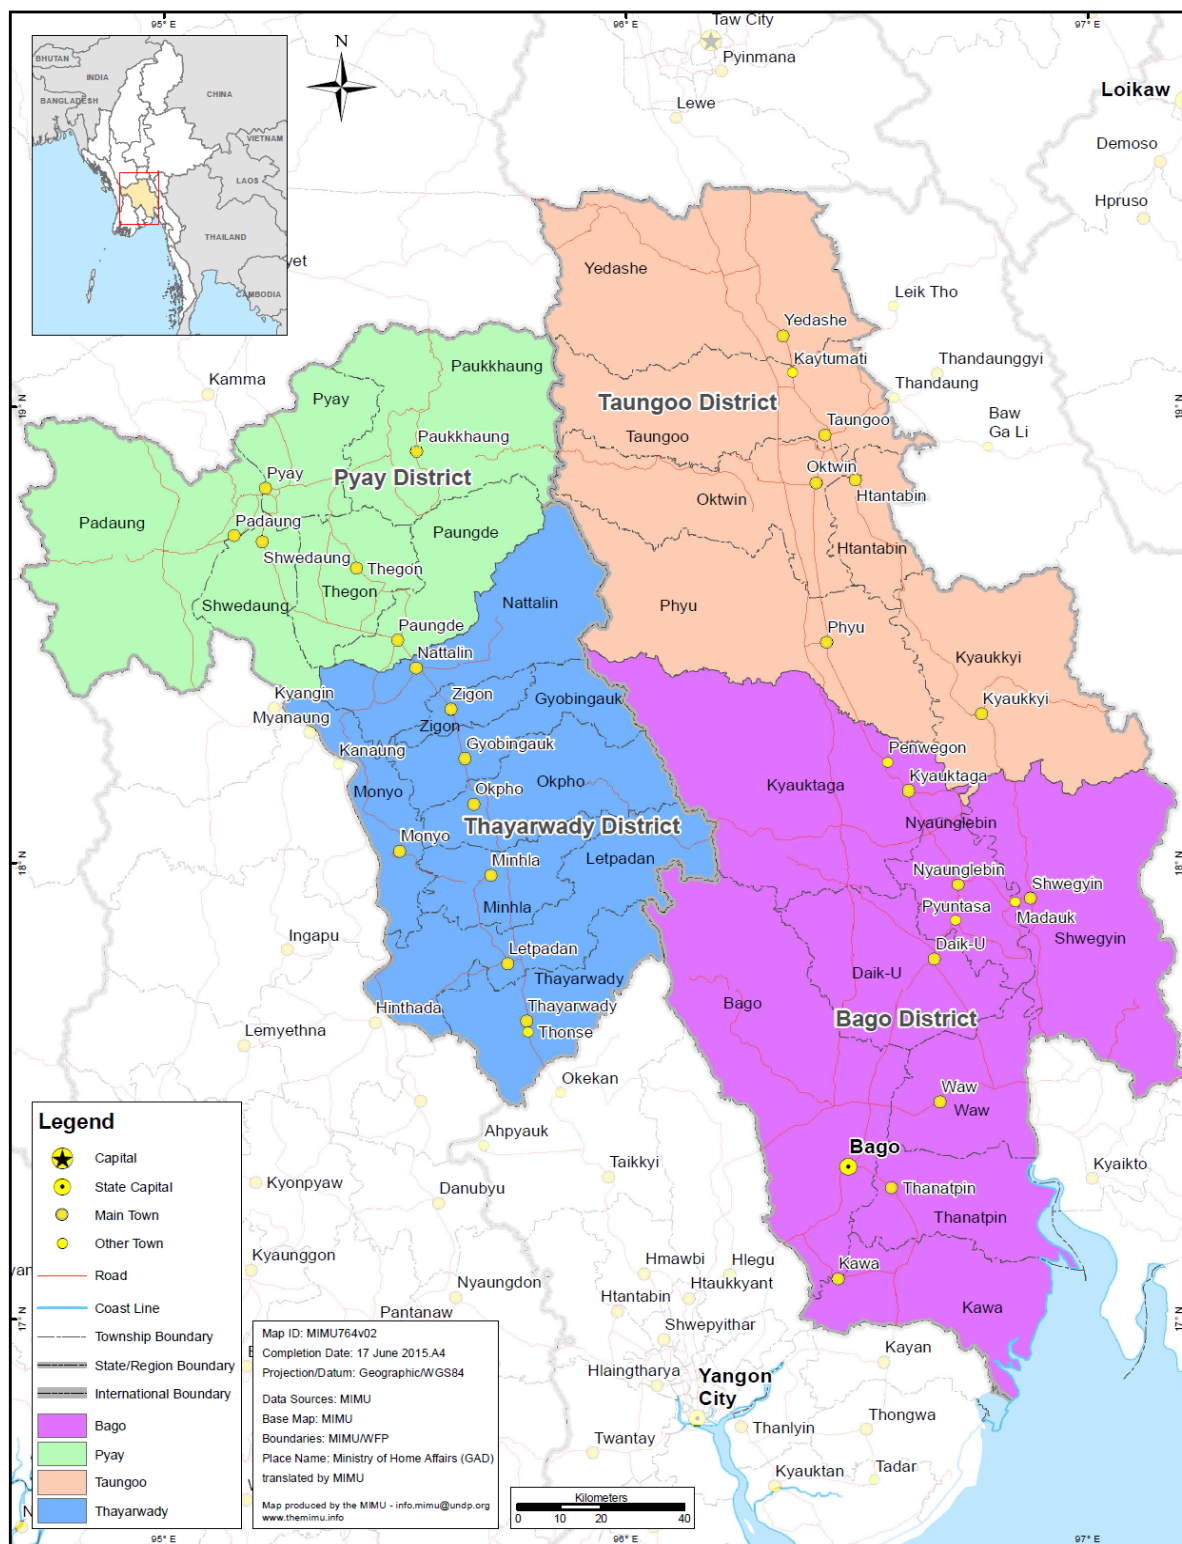 95° E
96° E
97° E
Taw City
Pyinmana
Lewe
Loikaw
Demoso
Hpruso
N
BHUTAN
INDIA
CHINA
BANGLADESH
VIETNAM
LAOS
THAILAND
CAMBODIA
yet
Yedashe
Leik Tho
Yedashe
Kaytumati
Thandaunggyi
Thandaung
Paukkhaung
Kamma
Pyay
19° N
19° N
Taungoo District
Baw
Ga Li
Taungoo
Taungoo
Paukkhaung
Pyay
Pyay District
Oktwin
Htantabin
Oktwin
Padaung
Padaung
Paungde
Shwedaung
Thegon
Htantabin
Thegon
Shwedaung
Nattalin
Phyu
Phyu
Paungde
Nattalin
Kyaukkyi
Kyangin
Zigon
Gyobingauk
Kyaukkyi
Myanaung
Zigon
Kanaung
Gyobingauk
Penwegon
Kyauktaga
Kyauktaga
Okpho
Okpho
Monyo
Nyaunglebin
Thayarwady District
Monyo
Minhla
Letpadan
18° N
18° N
Nyaunglebin
Shwegyin
Minhla
Pyuntasa
Madauk
Ingapu
Letpadan
Daik-U
Shwegyin
Thayarwady
Daik-U
Hinthada
Thayarwady
Bago
Bago District
Lemyethna
Thonse
Okekan
Waw
Waw
Ahpyauk
Bago
Taikkyi
Kyaikto
Kyonpyaw
Danubyu
Thanatpin
Thanatpin
Kyaunggon
Hmawbi
Hlegu
Kawa
Nyaungdon
Htaukkyant
Htantabin
Kawa
Pantanaw
17° N
17° N
Shwepyithar
Kayan
Hlaingtharya
Yangon
City
Thanlyin
Thongwa
Twantay
Kyauktan
Tadar
Legend
Capital
State Capital
Main Town
Other Town
Road
Coast Line
Township Boundary
State/Region Boundary
International Boundary
Bago
Pyay
Taungoo
Thayarwady
Map ID: MIMU764v02
Completion Date: 17 June 2015.A4
Projection/Datum: Geographic/WGS84
Data Sources: MIMU
Base Map: MIMU
Boundaries: MIMU/WFP
Place Name: Ministry of Home Affairs (GAD)
translated by MIMU
Map produced by the MIMU - info.mimu@undp.org
www.themimu.info
Kilometers
0 10 20 40
95° E
96° E
97° E